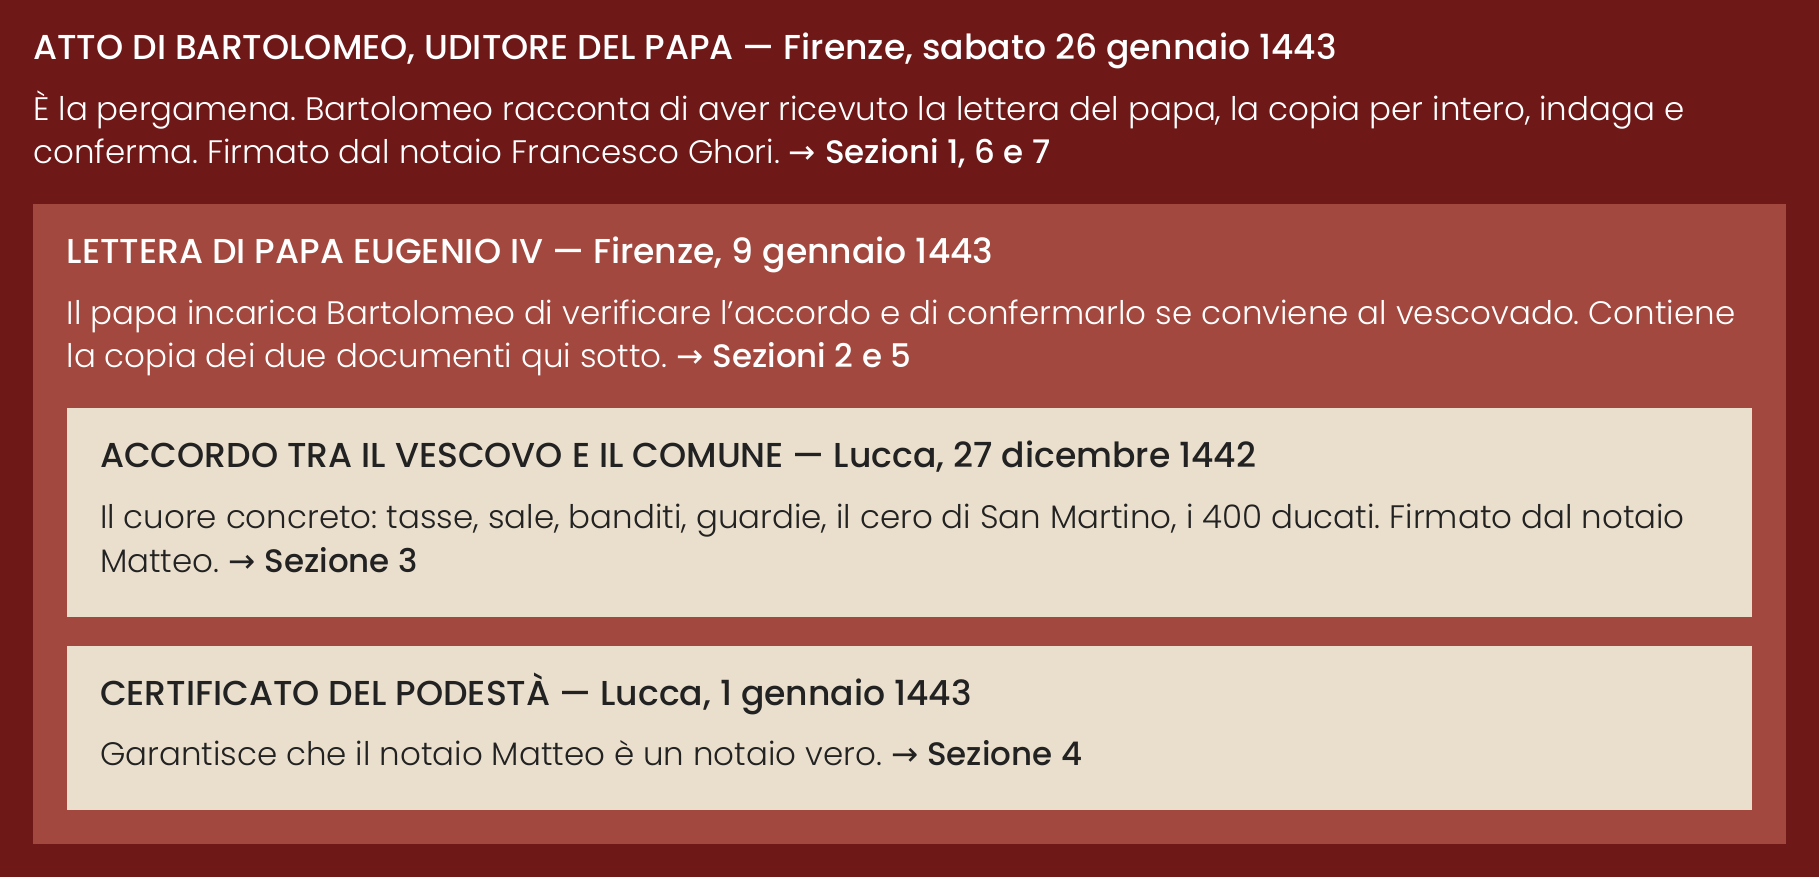 ATTO DI BARTOLOMEO, UDITORE DEL PAPA — Firenze, sabato 26 gennaio 1443
È la pergamena. Bartolomeo racconta di aver ricevuto la lettera del papa, la copia per intero, indaga e
conferma. Firmato dal notaio Francesco Ghori. → Sezioni 1, 6 e 7
LETTERA DI PAPA EUGENIO IV — Firenze, 9 gennaio 1443
Il papa incarica Bartolomeo di verificare l’accordo e di confermarlo se conviene al vescovado. Contiene
la copia dei due documenti qui sotto. → Sezioni 2 e 5
ACCORDO TRA IL VESCOVO E IL COMUNE — Lucca, 27 dicembre 1442
Il cuore concreto: tasse, sale, banditi, guardie, il cero di San Martino, i 400 ducati. Firmato dal notaio
Matteo. → Sezione 3
CERTIFICATO DEL PODESTÀ — Lucca, 1 gennaio 1443
Garantisce che il notaio Matteo è un notaio vero. → Sezione 4